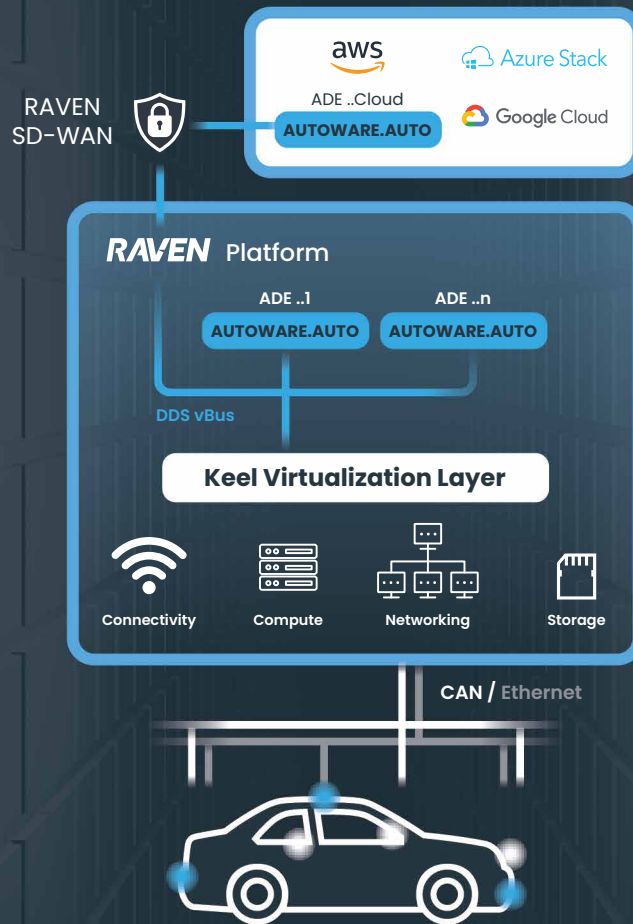 aws
Azure Stack
ADE ..Cloud
AUTOWARE.AUTO
Google Cloud
RAVEN
SD-WAN
RAVEN Platform
ADE ..1
ADE ..n
AUTOWARE.AUTO
AUTOWARE.AUTO
DDS vBus
Keel Virtualization Layer
Connectivity
Compute
Networking
Storage
CAN / Ethernet